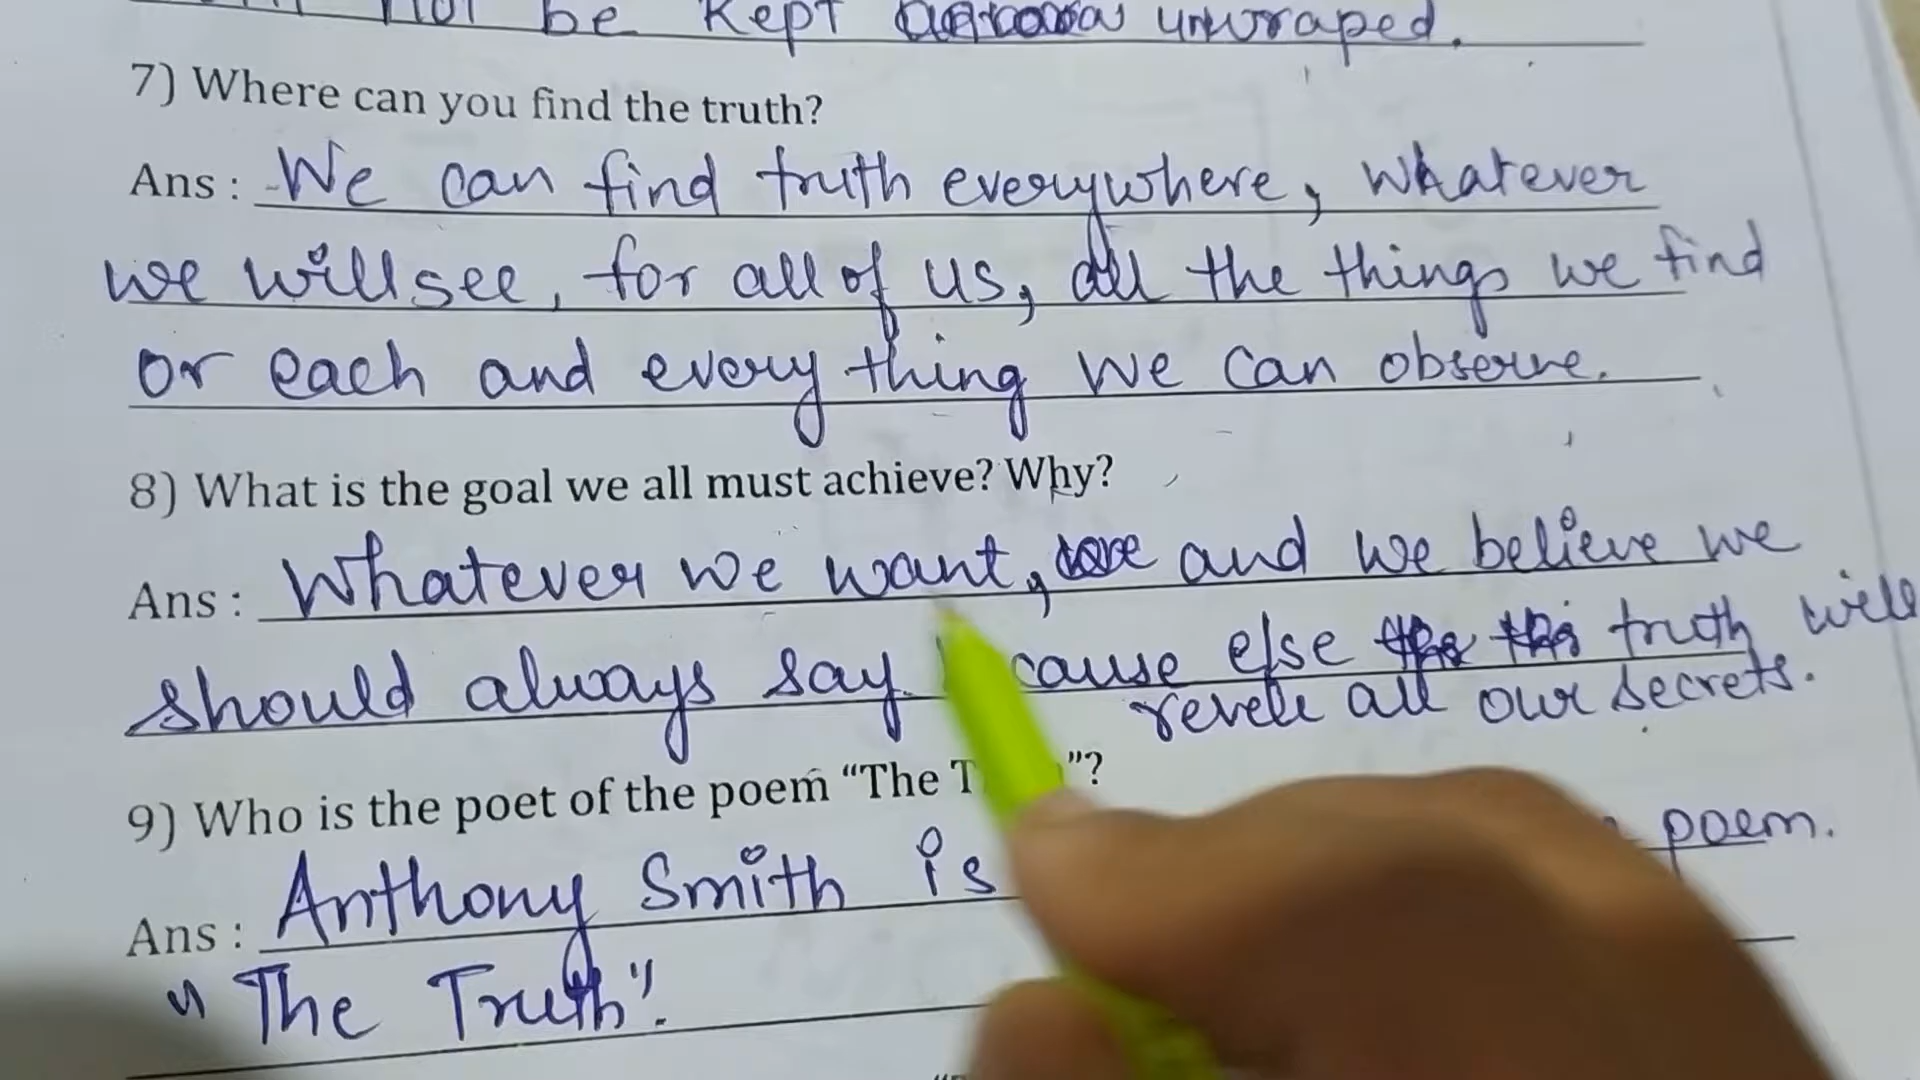 not be kept unwraped.
7) Where can you find the truth?
Ans : We can find truth everywhere, whatever
we will see, for all of us, all the things we find
or each and every thing we can observe.
8) What is the goal we all must achieve? Why?
Ans : Whatever we want, and we believe we
should always say cause else truth will
revele all our secrets.
9) Who is the poet of the poem “The ”?
Ans : Anthony Smith is poem.
"The Truth".